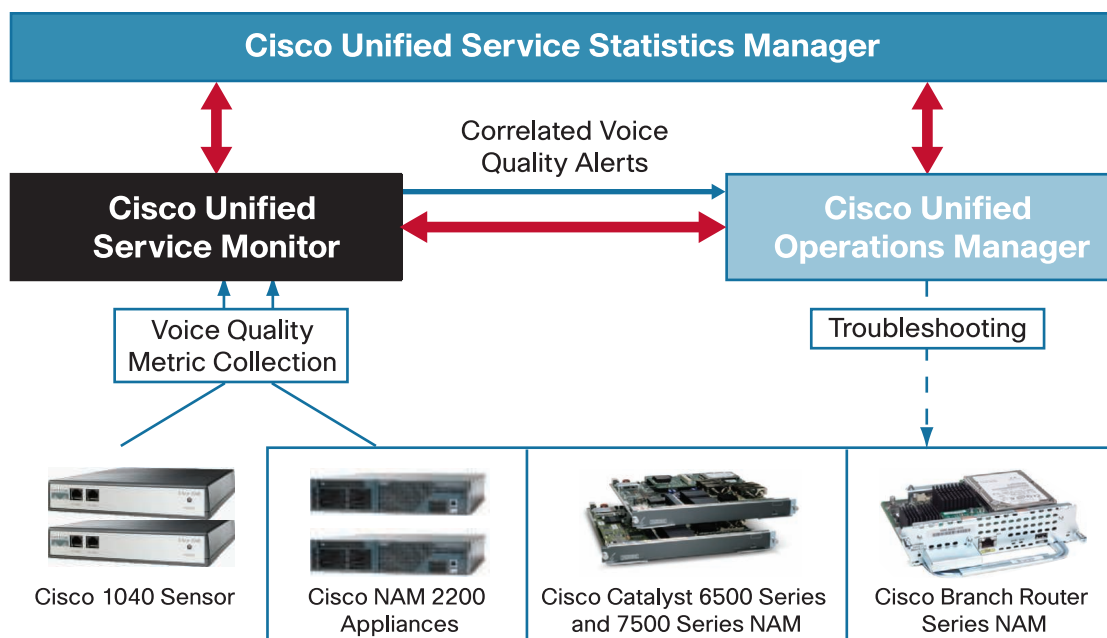 Cisco Unified Service Statistics Manager
Correlated Voice
Quality Alerts
Cisco Unified
Service Monitor
Cisco Unified
Operations Manager
Voice Quality
Metric Collection
Troubleshooting
Cisco 1040 Sensor
Cisco NAM 2200
Appliances
Cisco Catalyst 6500 Series
and 7500 Series NAM
Cisco Branch Router
Series NAM